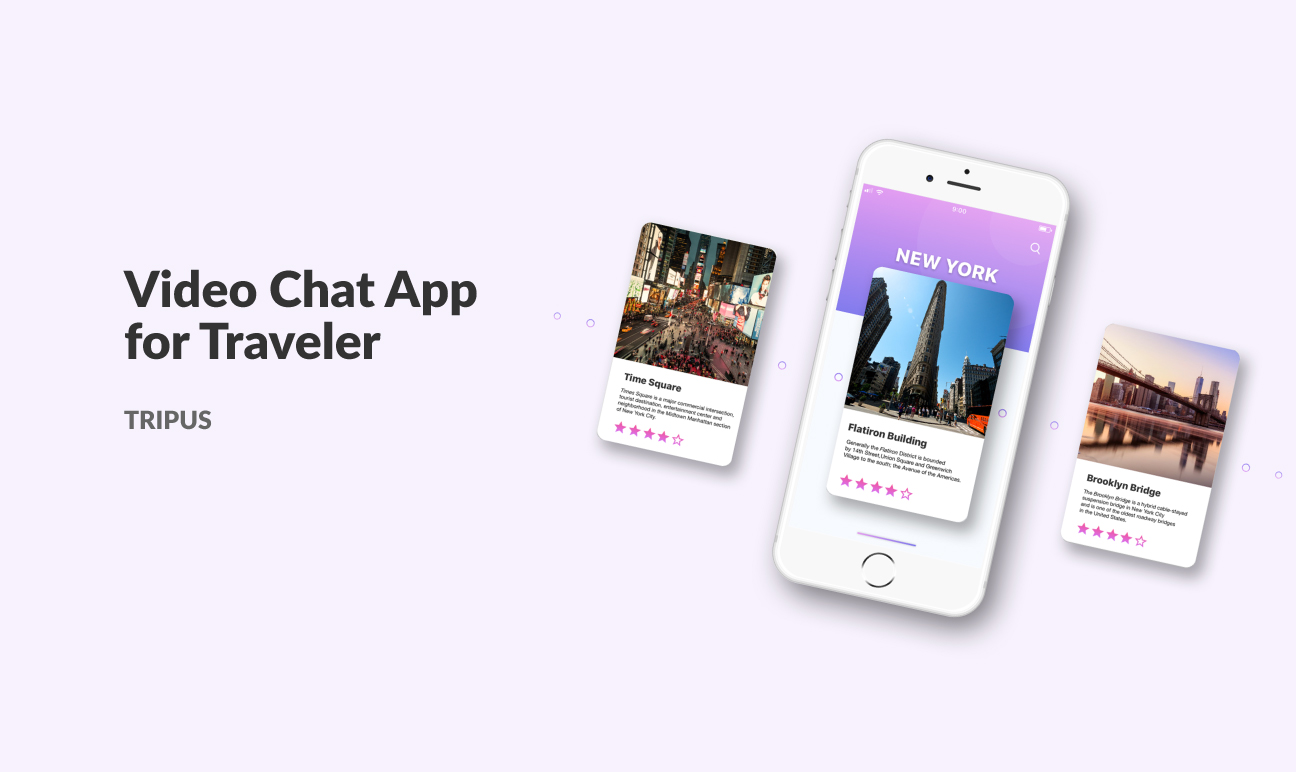 Video Chat App
for Traveler
TRIPUS
Time Square
Times Square is a major commercial intersection,
tourist destination, entertainment center and
neighborhood in the Midtown Manhattan section
of New York City.
9:00
NEW YORK
Flatiron Building
Generally the Flatiron District is bounded
by 14th Street,Union Square and Greenwich
Village to the south; the Avenue of the Americas.
Brooklyn Bridge
The Brooklyn Bridge is a hybrid cable-stayed
suspension bridge in New York City
and is one of the oldest roadway bridges
in the United States.